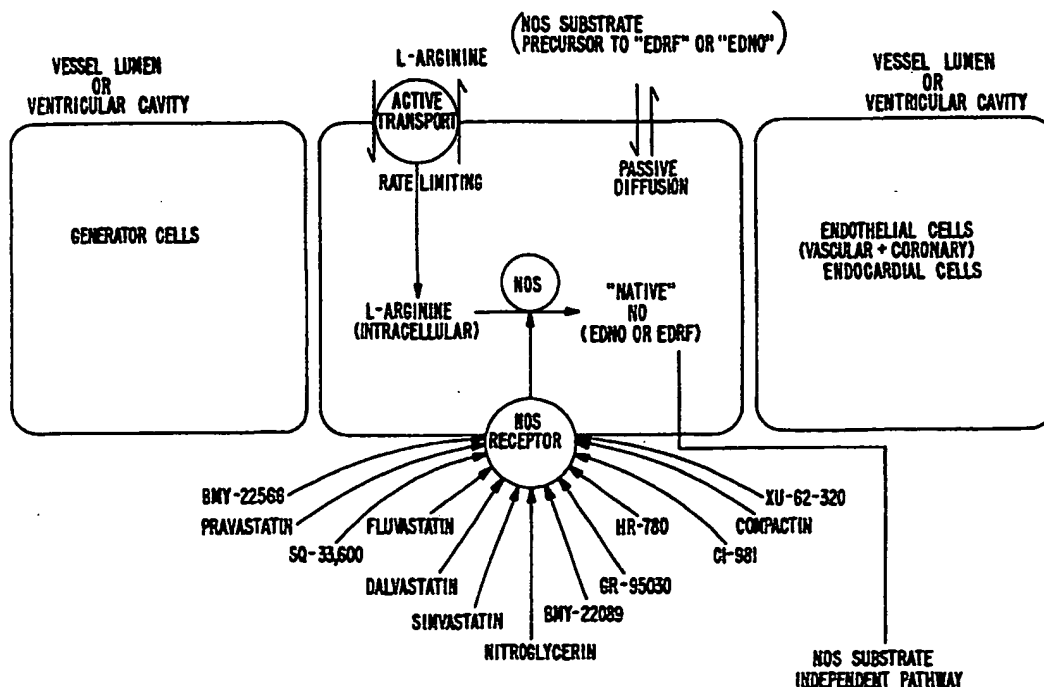 (NOS SUBSTRATE
PRECURSOR TO "EDRF" OR "EDNO")
L-ARGININE
VESSEL LUMEN
OR
VENTRICULAR CAVITY
VESSEL LUMEN
OR
VENTRICULAR CAVITY
ACTIVE
TRANSPORT
RATE LIMITING
PASSIVE
DIFFUSION
GENERATOR CELLS
ENDOTHELIAL CELLS
(VASCULAR + CORONARY)
ENDOCARDIAL CELLS
NOS
L-ARGININE
(INTRACELLULAR)
"NATIVE"
NO
(EDNO OR EDRF)
NOS
RECEPTOR
BMY-22566
PRAVASTATIN
SQ-33,600
FLUVASTATIN
DALVASTATIN
SIMVASTATIN
NITROGLYCERIN
BMY-22089
GR-95030
HR-780
CI-981
COMPACTIN
XU-62-320
NOS SUBSTRATE
INDEPENDENT PATHWAY